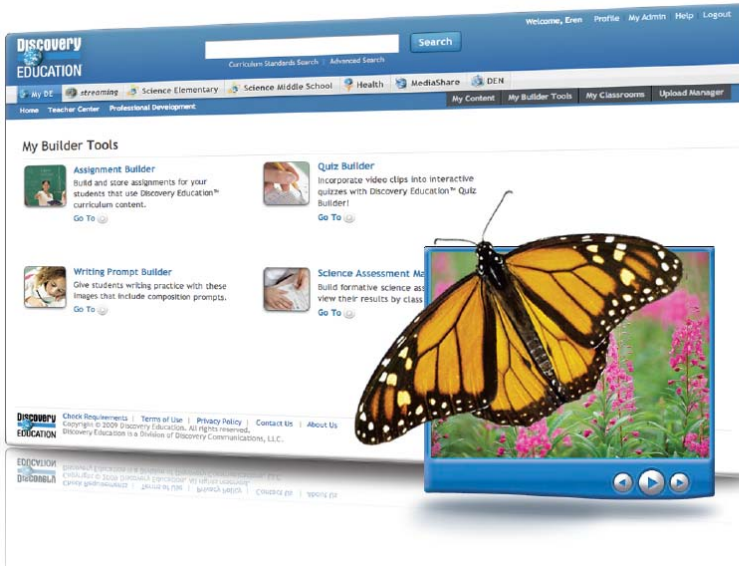 Welcome, Eren Profile My Admin Help Logout
Discovery
EDUCATION
Search
Curriculum Standards Search | Advanced Search
My DE streaming Science Elementary Science Middle School Health MediaShare DEN
Home Teacher Center Professional Development
My Content My Builder Tools My Classrooms Upload Manager
My Builder Tools
Assignment Builder
Build and store assignments for your
students that use Discovery Education™
curriculum content.
Go To
Quiz Builder
Incorporate video clips into interactive
quizzes with Discovery Education™ Quiz
Builder!
Go To
Writing Prompt Builder
Give students writing practice with these
images that include composition prompts.
Go To
Science Assessment Ma
Build formative science as
view their results by class
Go To
Discovery
EDUCATION
Check Requirements | Terms of Use | Privacy Policy | Contact Us | About Us
Copyright © 2009 Discovery Education. All rights reserved.
Discovery Education is a Division of Discovery Communications, LLC.